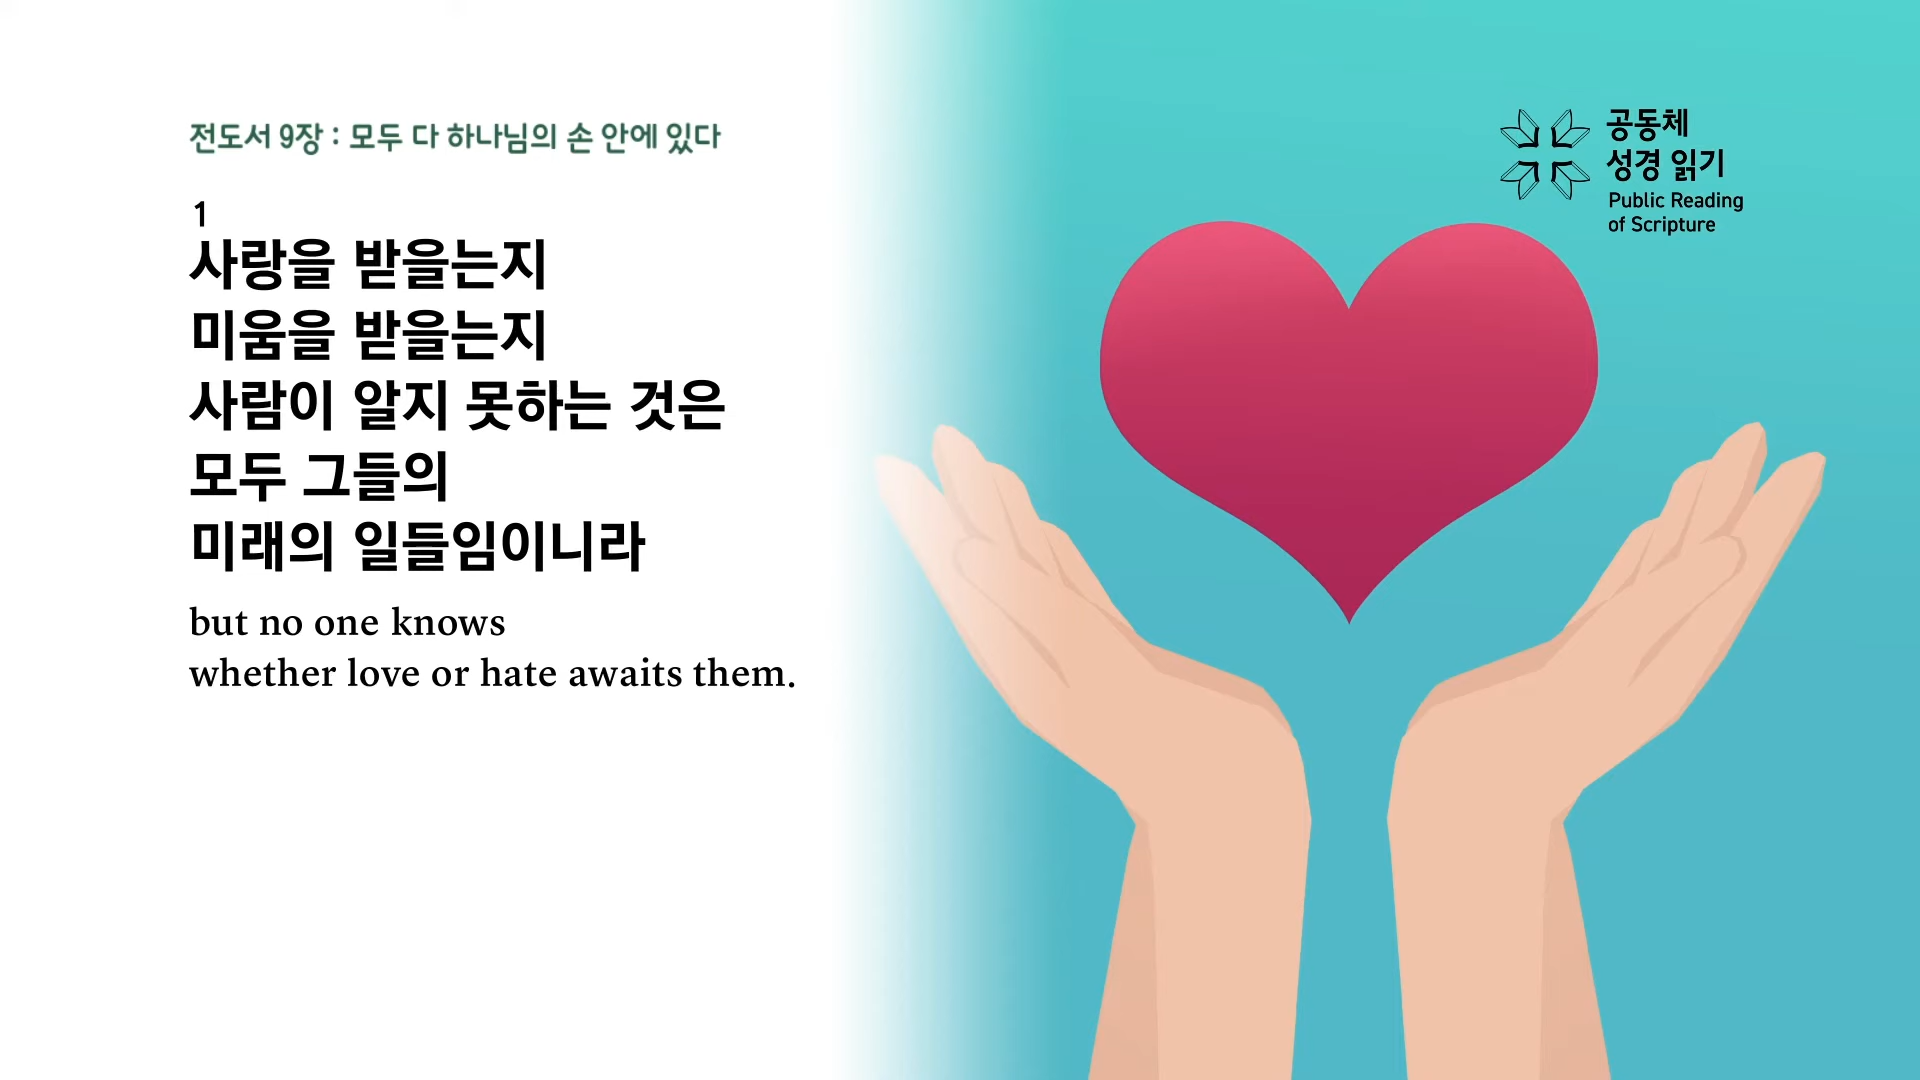 전도서 9장 : 모두 다 하나님의 손 안에 있다
1
사랑을 받을는지
미움을 받을는지
사람이 알지 못하는 것은
모두 그들의
미래의 일들임이니라
but no one knows
whether love or hate awaits them.
공동체
성경 읽기
Public Reading
of Scripture